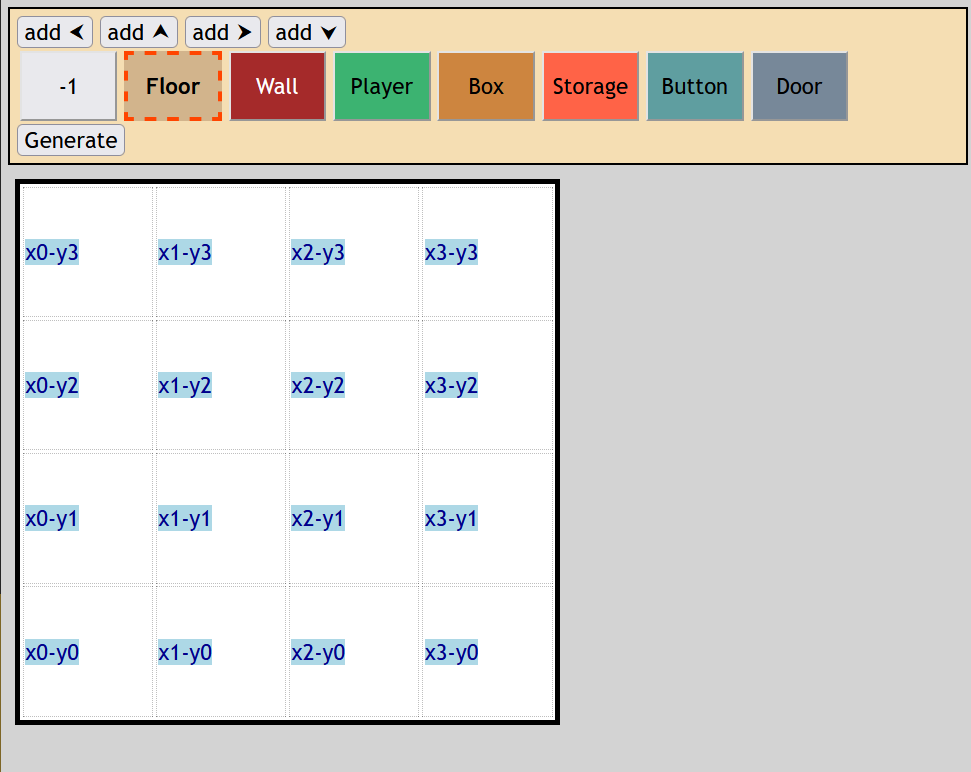 add ⮜ add ⮝ add ⮞ add ⮟
-1 Floor Wall Player Box Storage Button Door
Generate
x0-y3 x1-y3 x2-y3 x3-y3
x0-y2 x1-y2 x2-y2 x3-y2
x0-y1 x1-y1 x2-y1 x3-y1
x0-y0 x1-y0 x2-y0 x3-y0